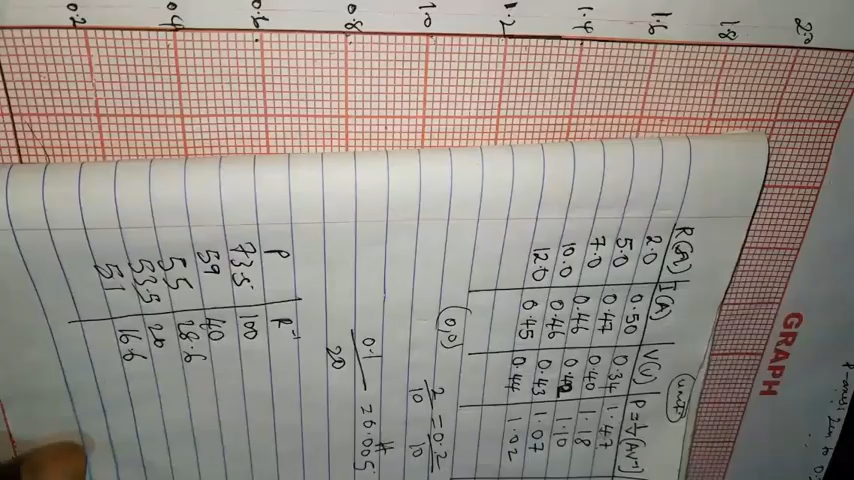 GRAPH
2.0
1.8
1.6
1.4
1.2
1.0
0.8
0.6
0.4
0.2
(unit)
R(Ω) I(A) V(V) P=I/V(AV⁻¹)
2.0 0.50 0.34 1.47
5.0 0.47 0.40 1.18
7.0 0.46 0.42 1.10
10.0 0.46 0.43 1.07
12.0 0.45 0.44 1.02
(0,0)
2/10 = 0.2/10
0.1/20 = 0.005
P R⁻¹
73.5 100
59 40
55 28.6
53.5 20
51 16.6